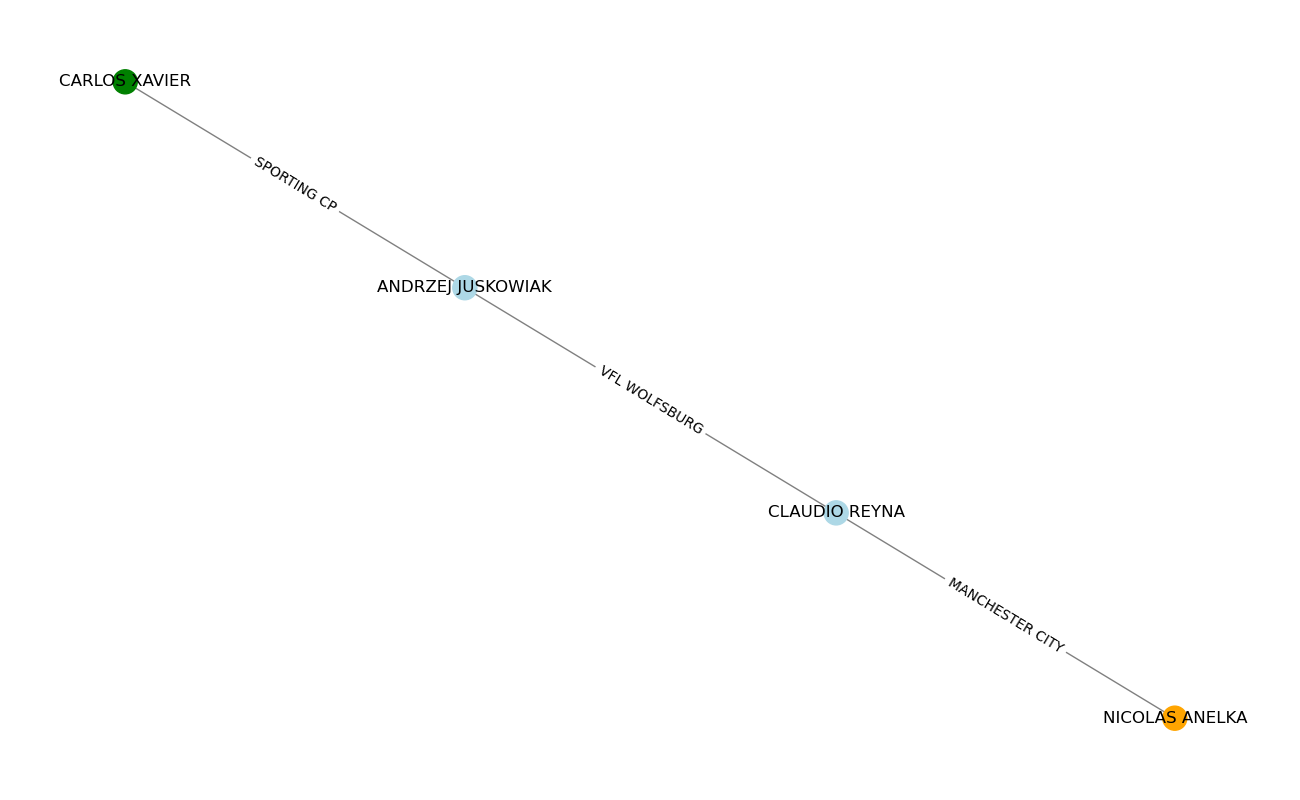 CARLOS XAVIER
SPORTING CP
ANDRZEJ JUSKOWIAK
VFL WOLFSBURG
CLAUDIO REYNA
MANCHESTER CITY
NICOLAS ANELKA